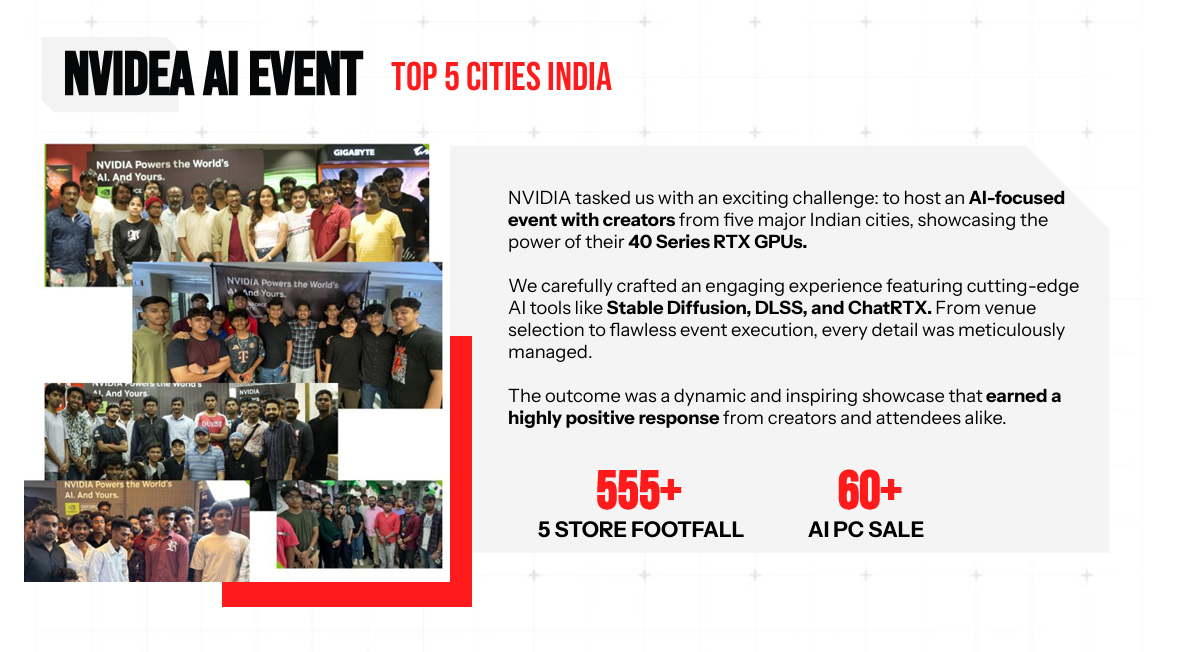 NVIDEA AI EVENT
TOP 5 CITIES INDIA
NVIDIA Powers the World's
AI. And Yours.
GIGABYTE
NVIDIA Powers the World's
AI. And Yours.
NVIDIA Powers the World's
AI. And Yours.
NVIDIA
NVIDIA Powers the World's
AI. And Yours.
NVIDIA tasked us with an exciting challenge: to host an AI-focused
event with creators from five major Indian cities, showcasing the
power of their 40 Series RTX GPUs.
We carefully crafted an engaging experience featuring cutting-edge
AI tools like Stable Diffusion, DLSS, and ChatRTX. From venue
selection to flawless event execution, every detail was meticulously
managed.
The outcome was a dynamic and inspiring showcase that earned a
highly positive response from creators and attendees alike.
555+
5 STORE FOOTFALL
60+
AI PC SALE